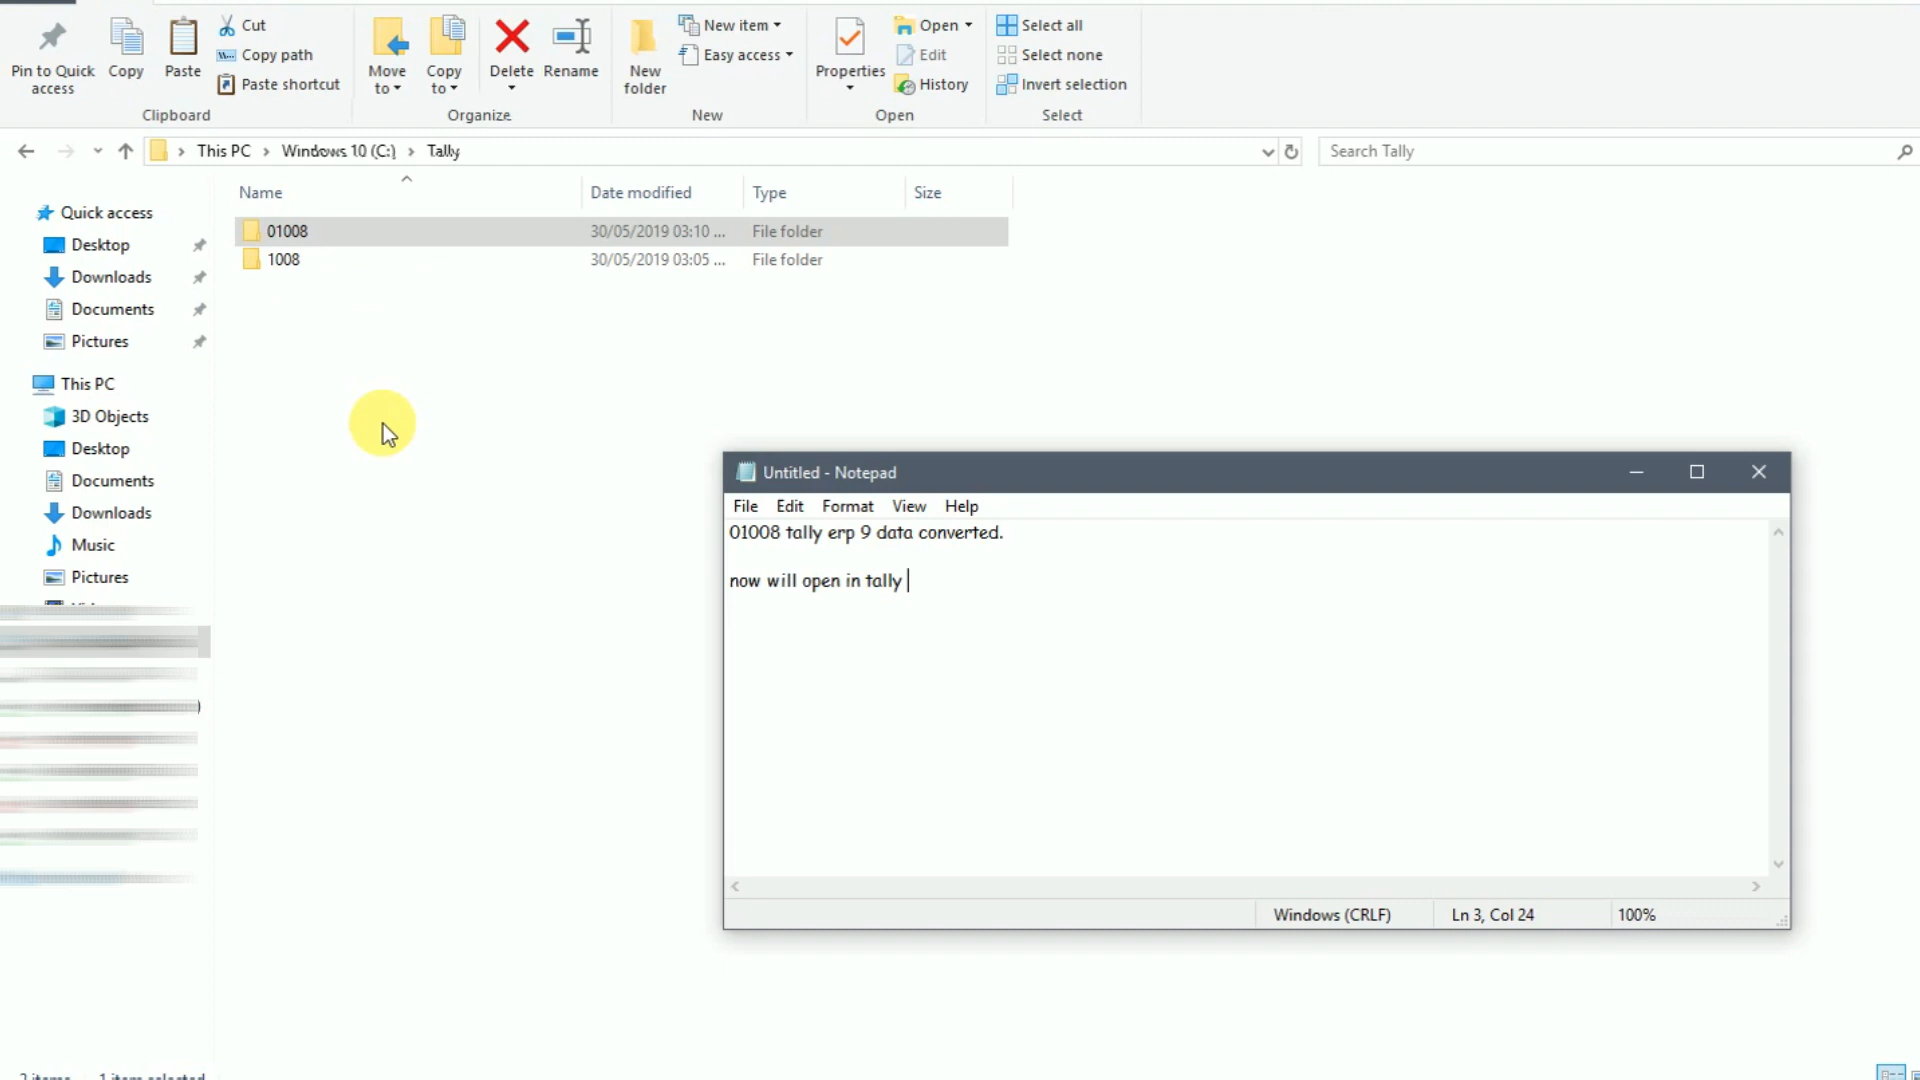 Pin to Quick access
Copy
Paste
Cut
Copy path
Paste shortcut
Clipboard
Move to
Copy to
Delete
Rename
Organize
New folder
New item
Easy access
New
Properties
Open
Edit
History
Open
Select all
Select none
Invert selection
Select
This PC > Windows 10 (C:) > Tally
Search Tally
Name Date modified Type Size
01008 30/05/2019 03:10 ... File folder
1008 30/05/2019 03:05 ... File folder
Quick access
Desktop
Downloads
Documents
Pictures
This PC
3D Objects
Desktop
Documents
Downloads
Music
Pictures
Untitled - Notepad
File Edit Format View Help
01008 tally erp 9 data converted.
now will open in tally
Windows (CRLF) Ln 3, Col 24 100%
2 items 1 item selected